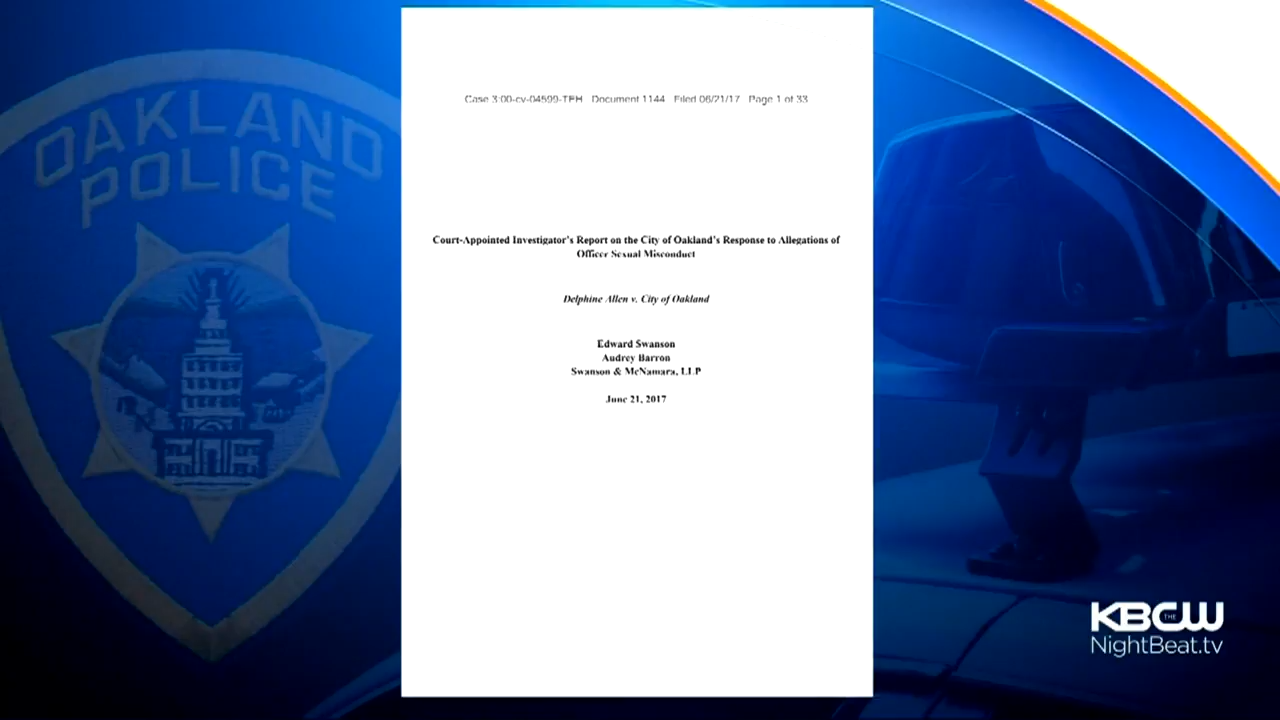 OAKLAND
POLICE
Case 3:00-cv-04599-TEH Document 1144 Filed 06/21/17 Page 1 of 33
Court-Appointed Investigator's Report on the City of Oakland's Response to Allegations of
Officer Sexual Misconduct
Delphine Allen v. City of Oakland
Edward Swanson
Audrey Barron
Swanson & McNamara, LLP
June 21, 2017
KBCW
THE
NightBeat.tv